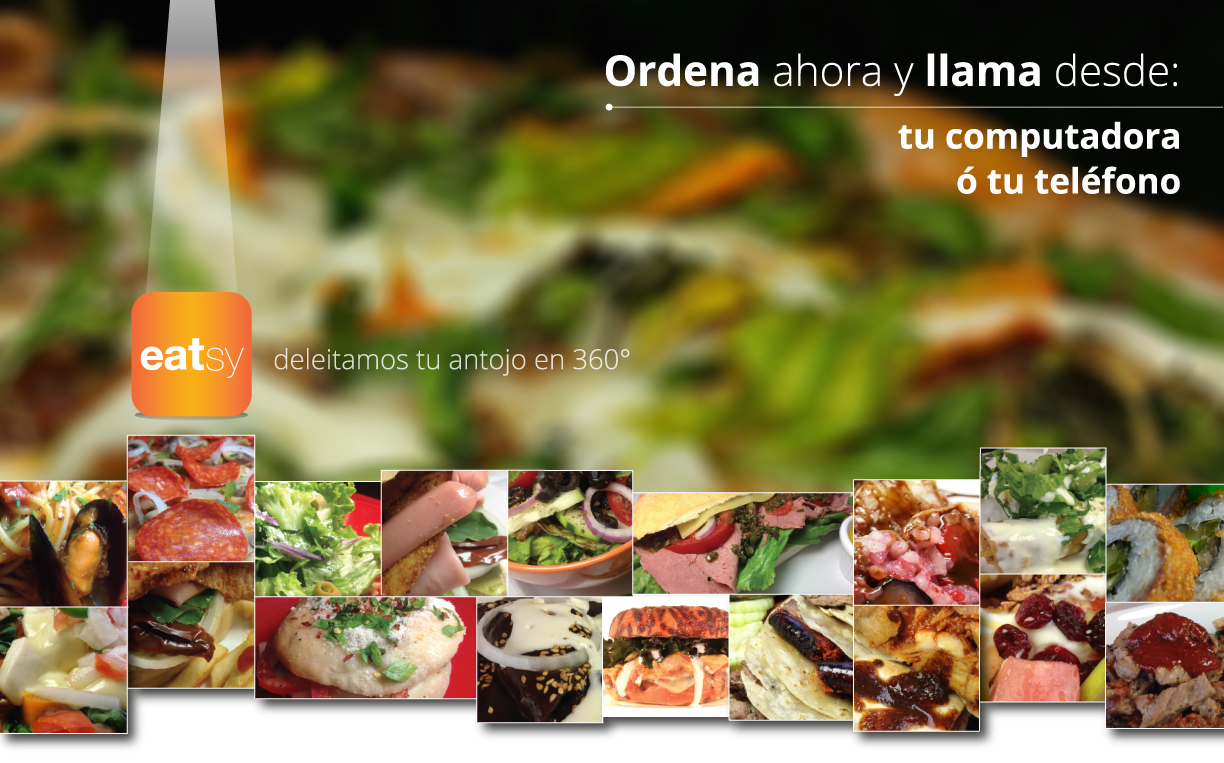 Ordena ahora y llama desde:
tu computadora
ó tu teléfono
eatsy
deleitamos tu antojo en 360°